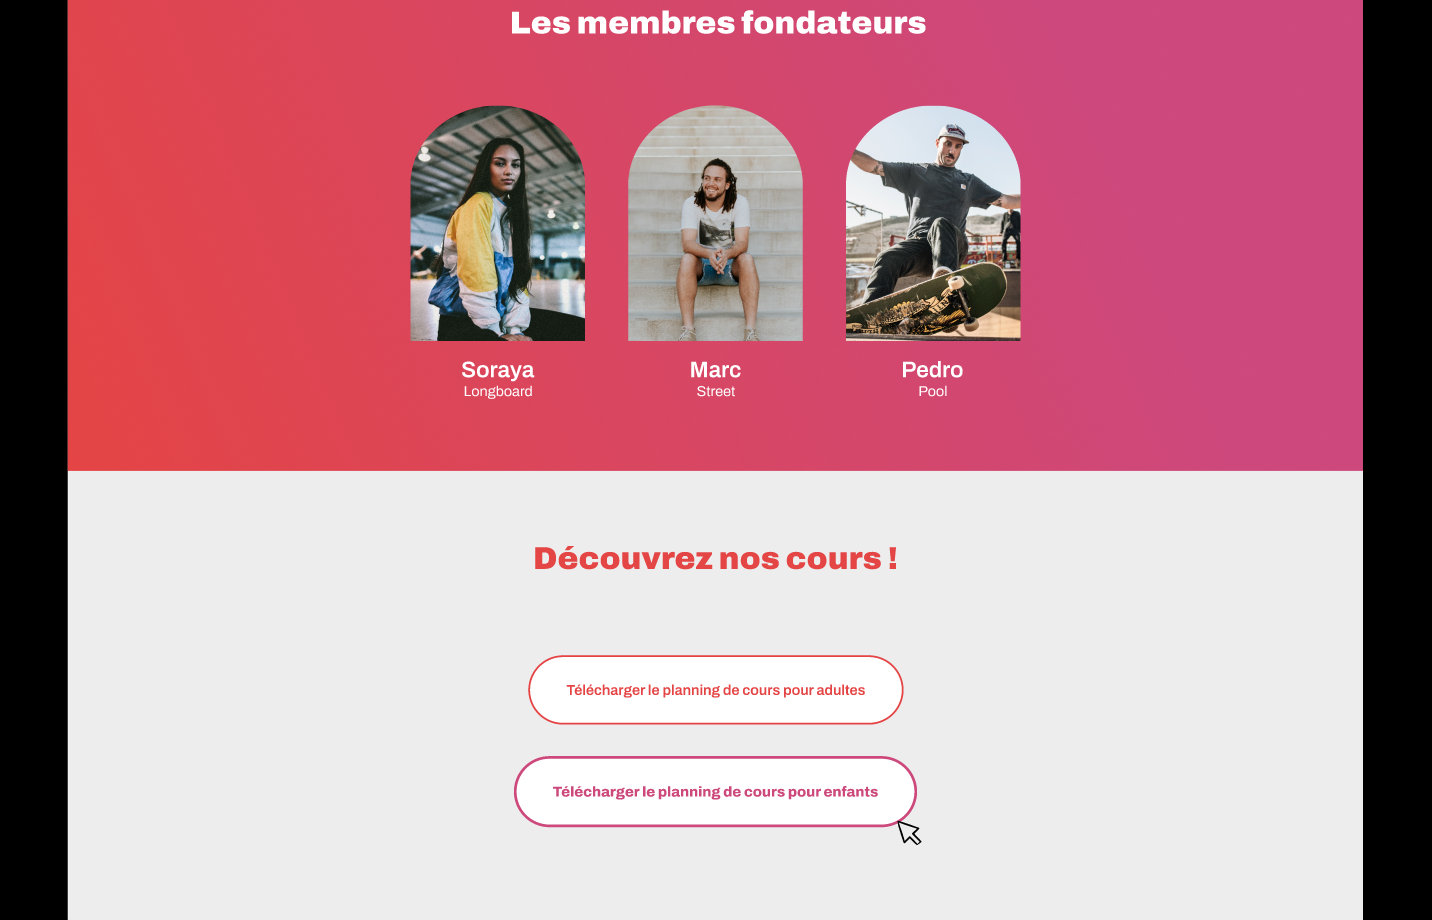 Les membres fondateurs
Soraya
Longboard
Marc
Street
Pedro
Pool
Découvrez nos cours !
Télécharger le planning de cours pour adultes
Télécharger le planning de cours pour enfants